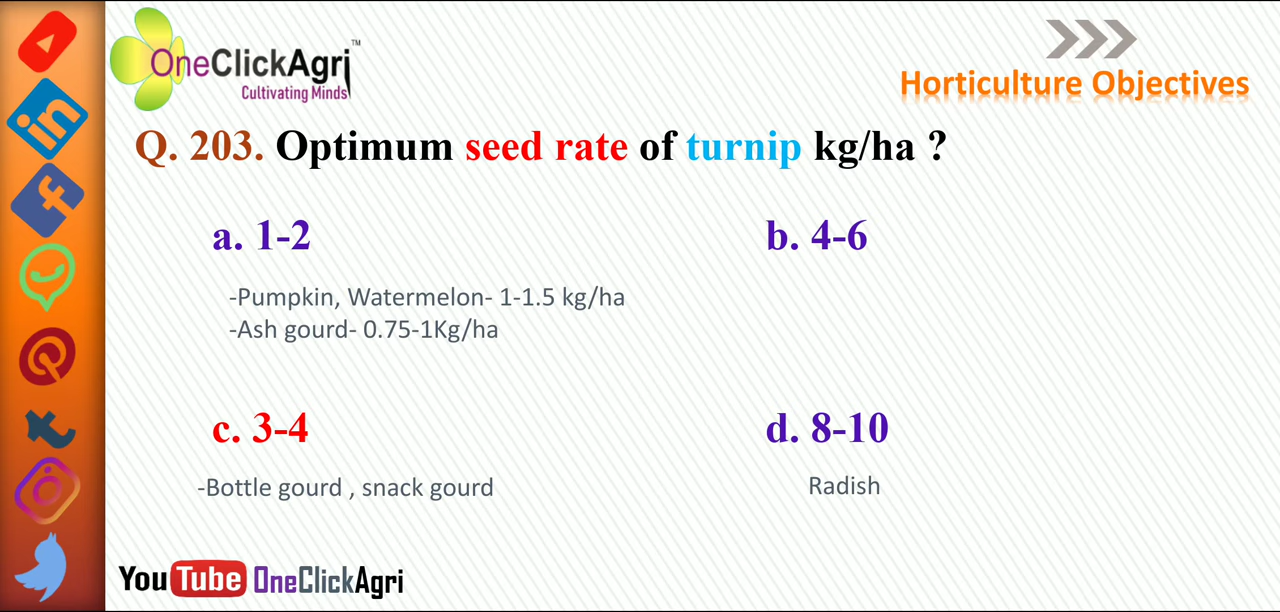 OneClickAgri™
Cultivating Minds
Horticulture Objectives
Q. 203. Optimum seed rate of turnip kg/ha ?
a. 1-2
b. 4-6
-Pumpkin, Watermelon- 1-1.5 kg/ha
-Ash gourd- 0.75-1Kg/ha
c. 3-4
d. 8-10
-Bottle gourd , snack gourd
Radish
YouTube OneClickAgri